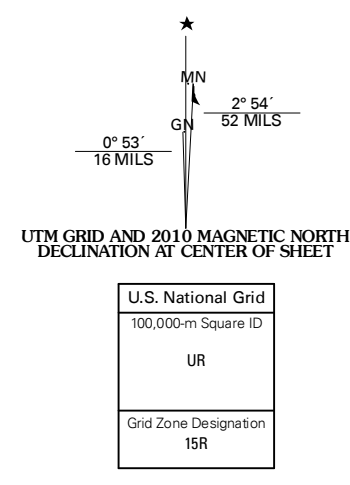 MN
2° 54´
52 MILS
GN
0° 53´
16 MILS
UTM GRID AND 2010 MAGNETIC NORTH
DECLINATION AT CENTER OF SHEET
U.S. National Grid
100,000-m Square ID
UR
Grid Zone Designation
15R